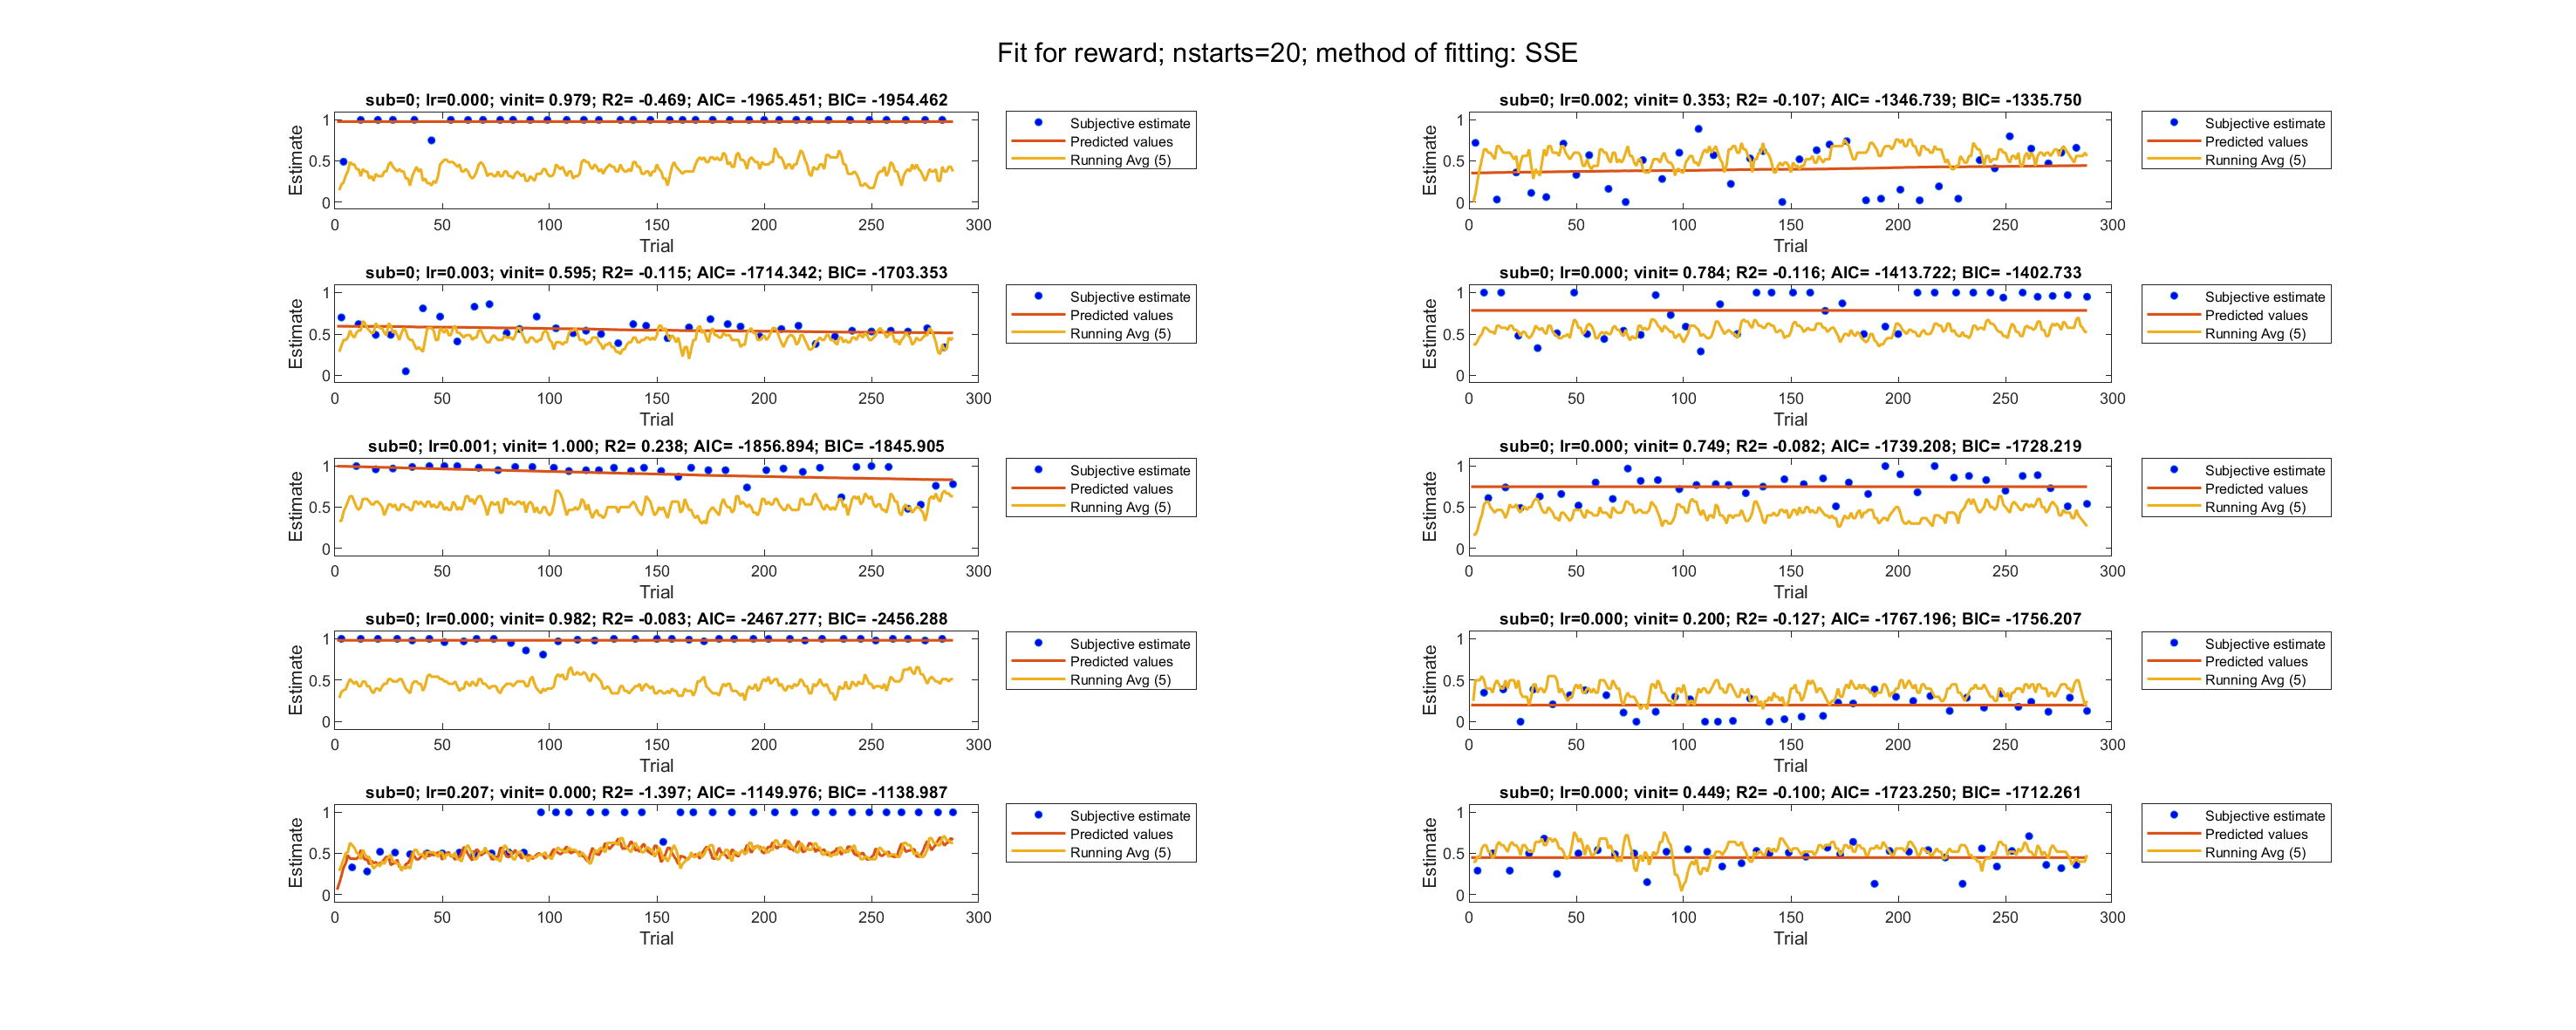 Fit for reward; nstarts=20; method of fitting: SSE
sub=0; lr=0.000; vinit= 0.979; R2= -0.469; AIC= -1965.451; BIC= -1954.462
1
0.5
0
Estimate
0 50 100 150 200 250 300
Trial
Subjective estimate
Predicted values
Running Avg (5)
sub=0; lr=0.002; vinit= 0.353; R2= -0.107; AIC= -1346.739; BIC= -1335.750
1
0.5
0
Estimate
0 50 100 150 200 250 300
Trial
Subjective estimate
Predicted values
Running Avg (5)
sub=0; lr=0.003; vinit= 0.595; R2= -0.115; AIC= -1714.342; BIC= -1703.353
1
0.5
0
Estimate
0 50 100 150 200 250 300
Trial
Subjective estimate
Predicted values
Running Avg (5)
sub=0; lr=0.000; vinit= 0.784; R2= -0.116; AIC= -1413.722; BIC= -1402.733
1
0.5
0
Estimate
0 50 100 150 200 250 300
Trial
Subjective estimate
Predicted values
Running Avg (5)
sub=0; lr=0.001; vinit= 1.000; R2= 0.238; AIC= -1856.894; BIC= -1845.905
1
0.5
0
Estimate
0 50 100 150 200 250 300
Trial
Subjective estimate
Predicted values
Running Avg (5)
sub=0; lr=0.000; vinit= 0.749; R2= -0.082; AIC= -1739.208; BIC= -1728.219
1
0.5
0
Estimate
0 50 100 150 200 250 300
Trial
Subjective estimate
Predicted values
Running Avg (5)
sub=0; lr=0.000; vinit= 0.982; R2= -0.083; AIC= -2467.277; BIC= -2456.288
1
0.5
0
Estimate
0 50 100 150 200 250 300
Trial
Subjective estimate
Predicted values
Running Avg (5)
sub=0; lr=0.000; vinit= 0.200; R2= -0.127; AIC= -1767.196; BIC= -1756.207
1
0.5
0
Estimate
0 50 100 150 200 250 300
Trial
Subjective estimate
Predicted values
Running Avg (5)
sub=0; lr=0.207; vinit= 0.000; R2= -1.397; AIC= -1149.976; BIC= -1138.987
1
0.5
0
Estimate
0 50 100 150 200 250 300
Trial
Subjective estimate
Predicted values
Running Avg (5)
sub=0; lr=0.000; vinit= 0.449; R2= -0.100; AIC= -1723.250; BIC= -1712.261
1
0.5
0
Estimate
0 50 100 150 200 250 300
Trial
Subjective estimate
Predicted values
Running Avg (5)